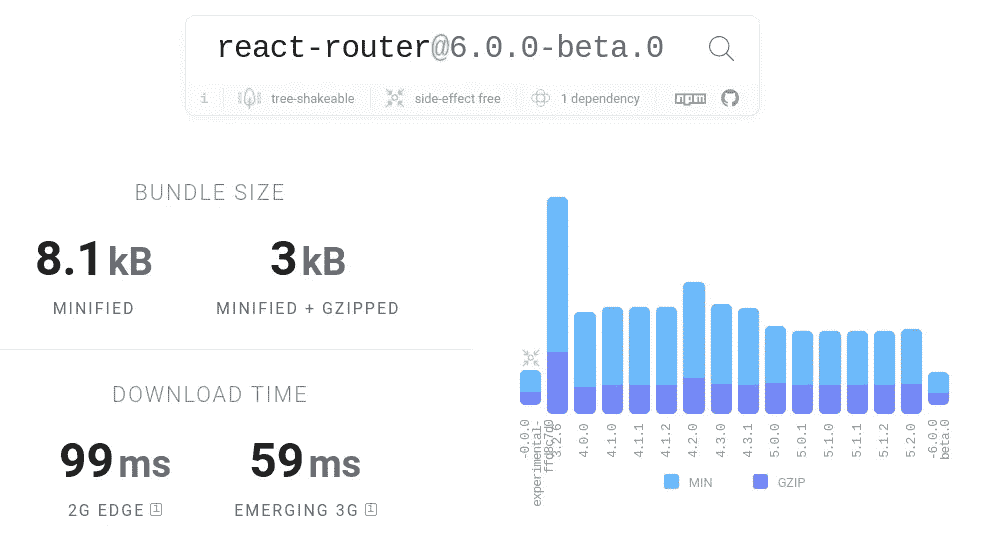 react-router@6.0.0-beta.0
i tree-shakeable side-effect free 1 dependency npm
BUNDLE SIZE
8.1 kB 3 kB
MINIFIED MINIFIED + GZIPPED
DOWNLOAD TIME
99 ms 59 ms
2G EDGE i EMERGING 3G i
-0.0.0
experimental-
ffd8c7d0
3.2.6
4.0.0
4.1.0
4.1.1
4.1.2
4.2.0
4.3.0
4.3.1
5.0.0
5.0.1
5.1.0
5.1.1
5.1.2
5.2.0
-6.0.0
beta.0
MIN GZIP